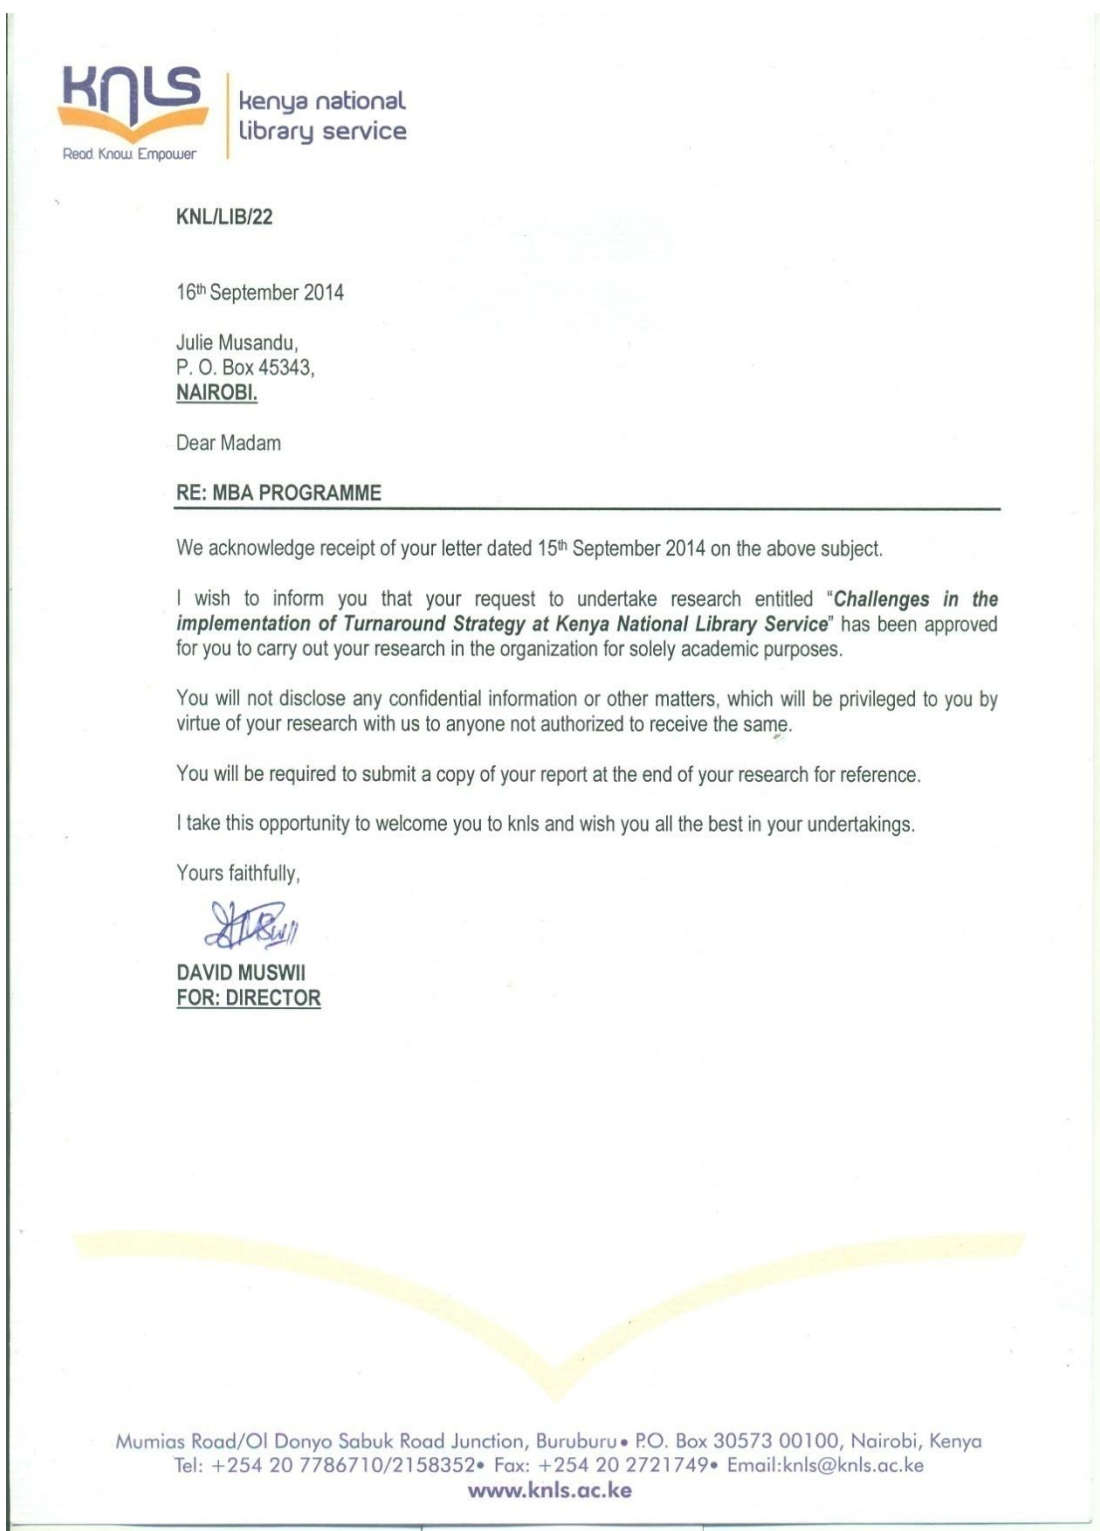 knls
Read. Know. Empower
kenya national
library service
KNL/LIB/22
16th September 2014
Julie Musandu,
P. O. Box 45343,
NAIROBI.
Dear Madam
RE: MBA PROGRAMME
We acknowledge receipt of your letter dated 15th September 2014 on the above subject.
I wish to inform you that your request to undertake research entitled “Challenges in the
implementation of Turnaround Strategy at Kenya National Library Service” has been approved
for you to carry out your research in the organization for solely academic purposes.
You will not disclose any confidential information or other matters, which will be privileged to you by
virtue of your research with us to anyone not authorized to receive the same.
You will be required to submit a copy of your report at the end of your research for reference.
I take this opportunity to welcome you to knls and wish you all the best in your undertakings.
Yours faithfully,
DAVID MUSWII
FOR: DIRECTOR
Mumias Road/Ol Donyo Sabuk Road Junction, Buruburu• P.O. Box 30573 00100, Nairobi, Kenya
Tel: +254 20 7786710/2158352• Fax: +254 20 2721749• Email:knls@knls.ac.ke
www.knls.ac.ke